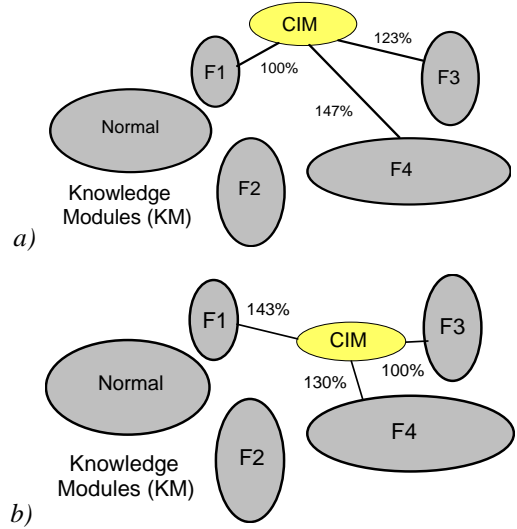 CIM
123%
F1
100%
F3
147%
Normal
F4
F2
Knowledge
Modules (KM)
a)
F1
143%
F3
CIM
100%
130%
Normal
F4
F2
Knowledge
Modules (KM)
b)